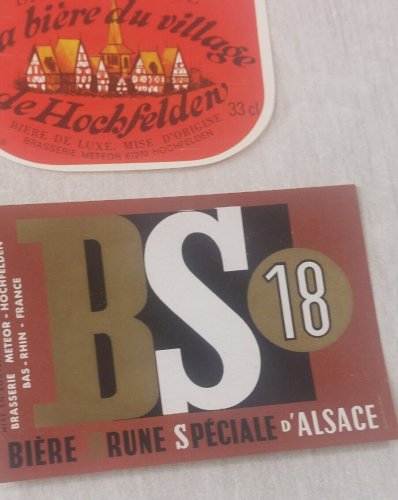 a bière du village
de Hochfelden
33 cl
BIÈRE DE LUXE, MISE D'ORIGINE
BRASSERIE METEOR 67270 HOCHFELDEN
BRASSERIE METEOR - HOCHFELDEN
BAS - RHIN - FRANCE
BS
18
BIÈRE BRUNE SPÉCIALE D'ALSACE